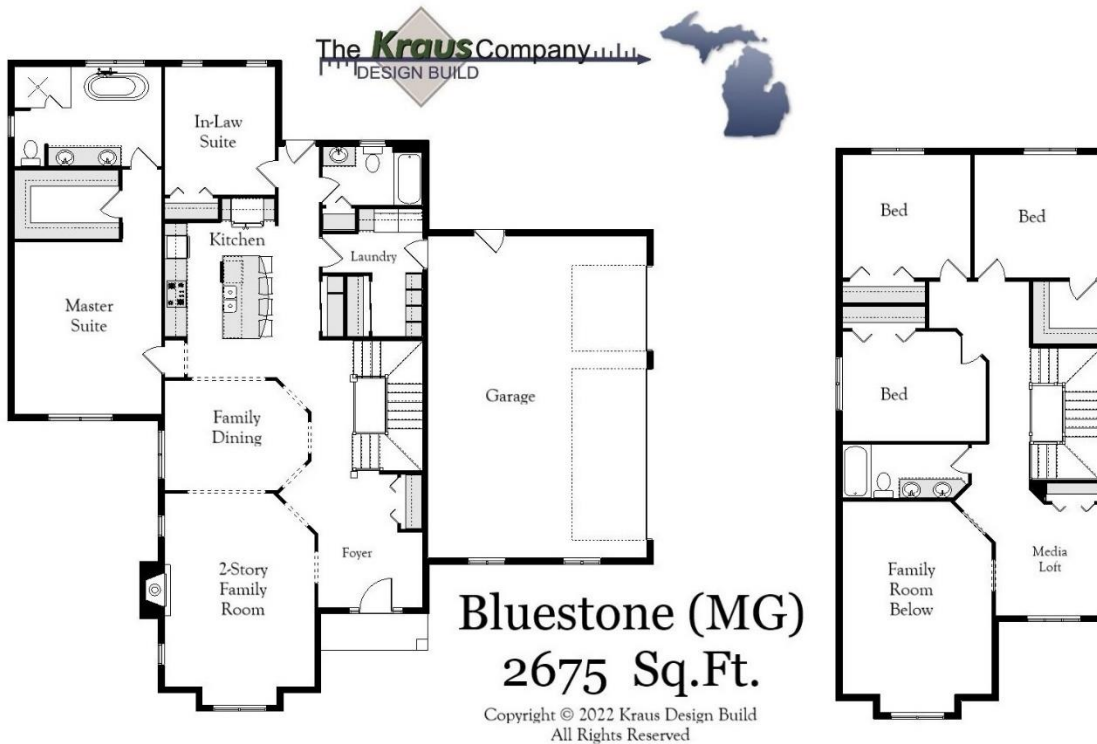 The Kraus Company
DESIGN BUILD
In-Law
Suite
Kitchen
Laundry
Master
Suite
Garage
Family
Dining
Foyer
2-Story
Family
Room
Bed
Bed
Bed
Media
Loft
Family
Room
Below
Bluestone (MG)
2675 Sq.Ft.
Copyright © 2022 Kraus Design Build
All Rights Reserved